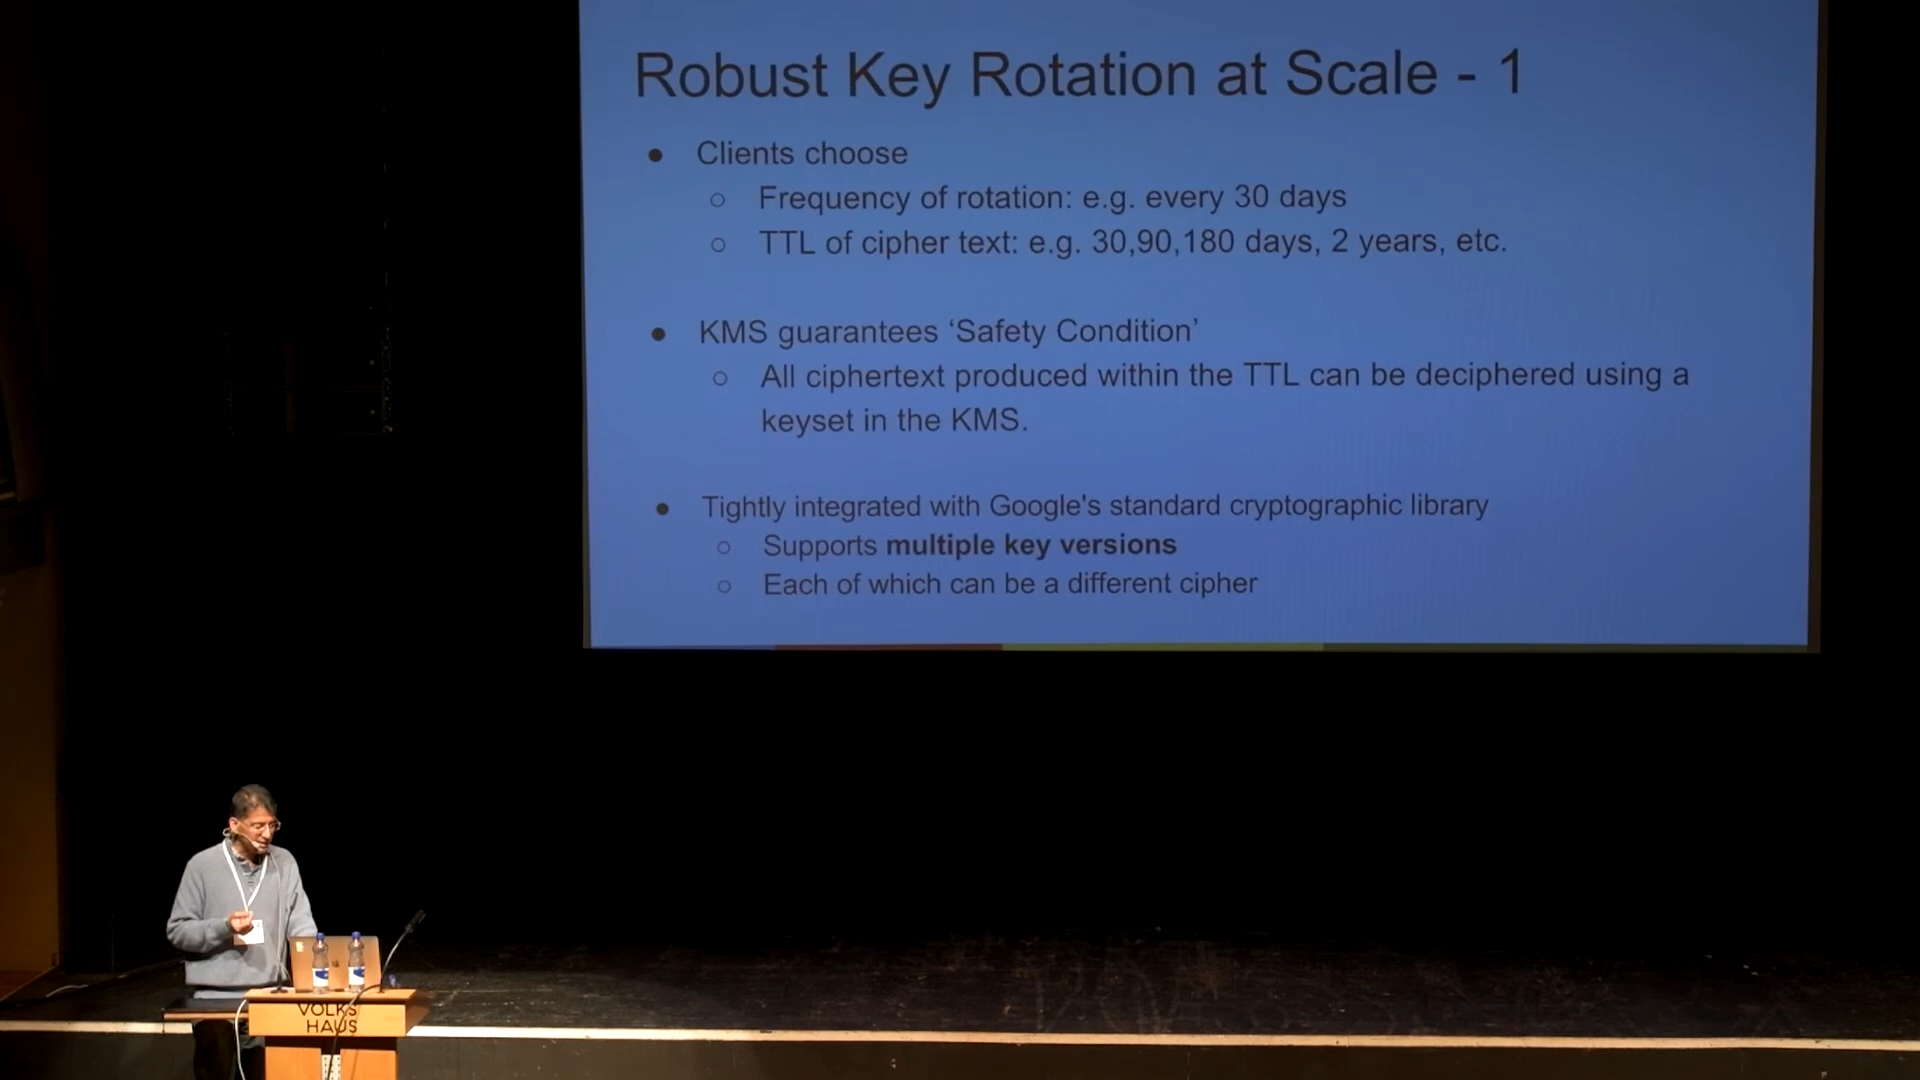 Robust Key Rotation at Scale - 1
● Clients choose
○ Frequency of rotation: e.g. every 30 days
○ TTL of cipher text: e.g. 30,90,180 days, 2 years, etc.
● KMS guarantees ‘Safety Condition’
○ All ciphertext produced within the TTL can be deciphered using a
keyset in the KMS.
● Tightly integrated with Google's standard cryptographic library
○ Supports multiple key versions
○ Each of which can be a different cipher
VOLKS
HAUS